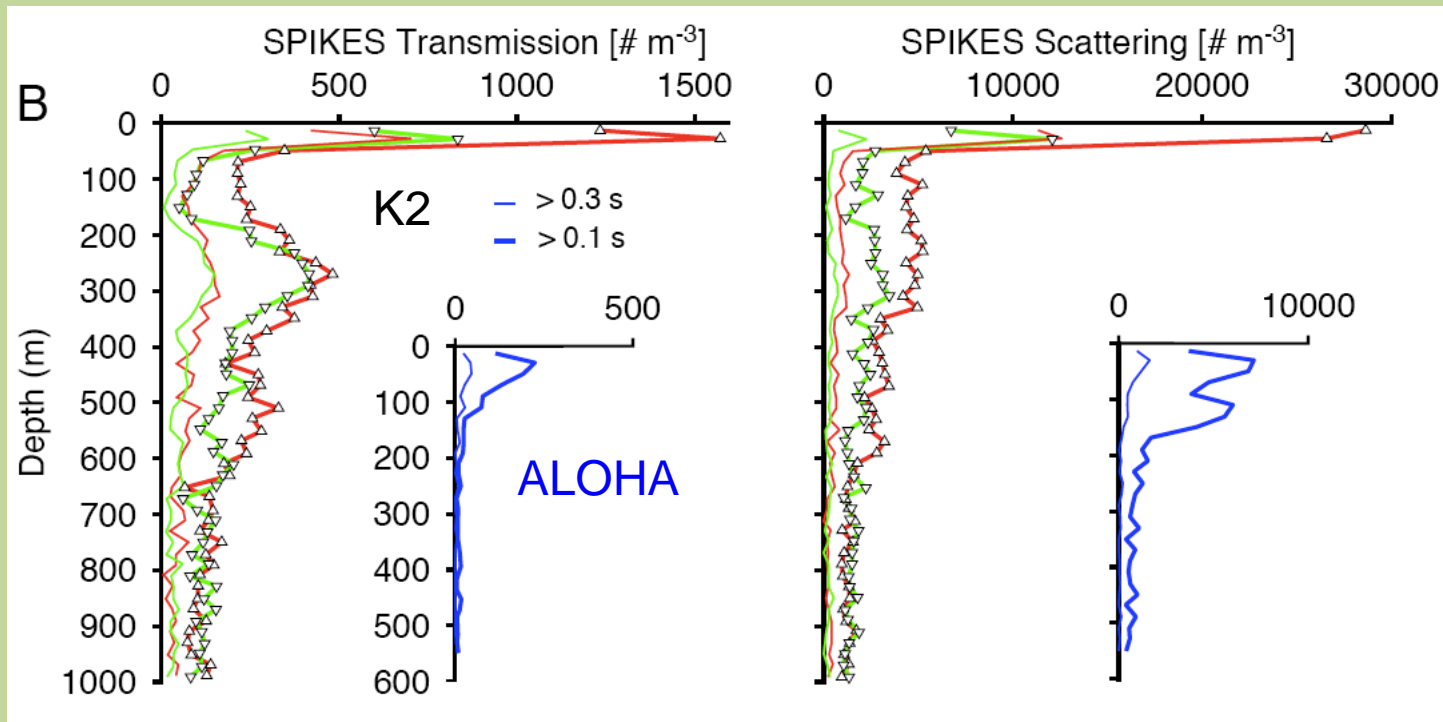 SPIKES Transmission [# m-3]
SPIKES Scattering [# m-3]
0 500 1000 1500
0 10000 20000 30000
B
0
100
200
300
400
500
600
700
800
900
1000
Depth (m)
K2
> 0.3 s
> 0.1 s
0 500
0
100
200
300
400
500
600
ALOHA
0 10000